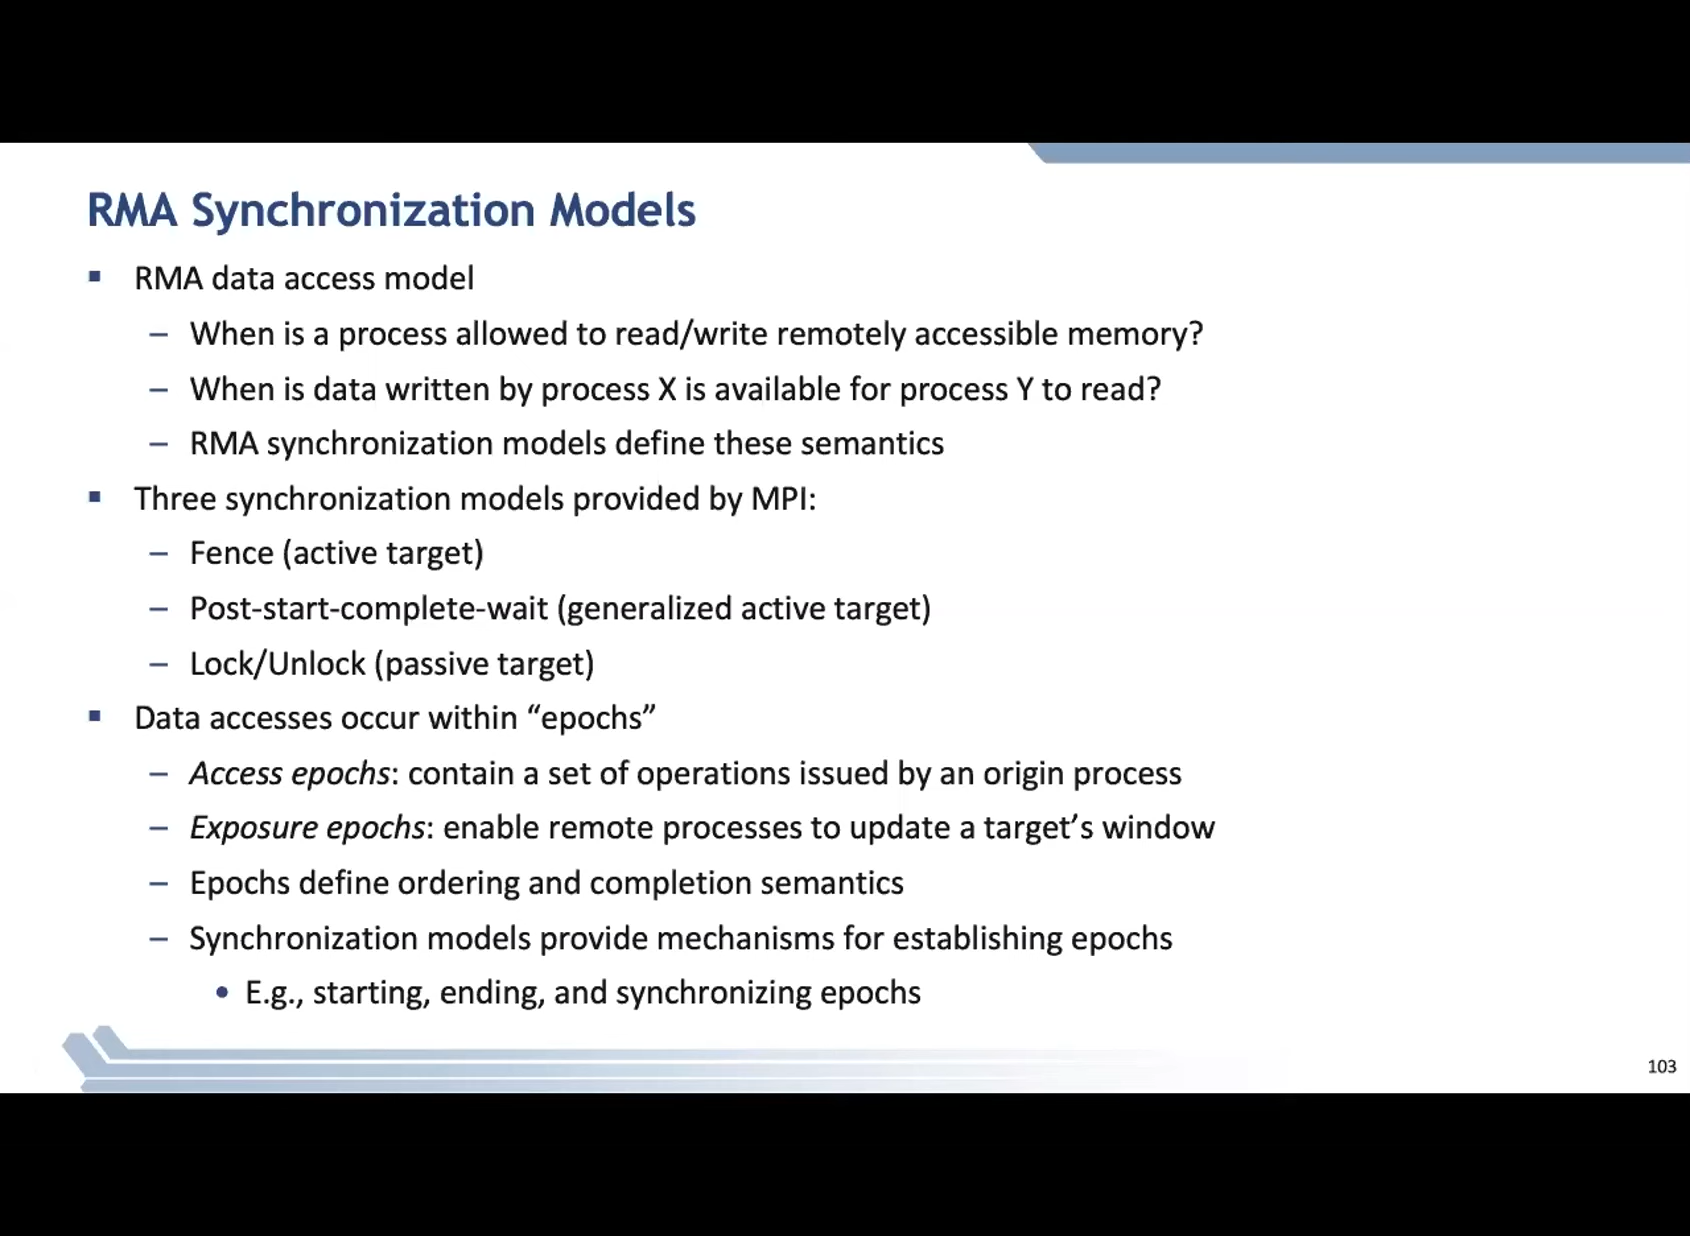 RMA Synchronization Models
▪ RMA data access model
– When is a process allowed to read/write remotely accessible memory?
– When is data written by process X is available for process Y to read?
– RMA synchronization models define these semantics
▪ Three synchronization models provided by MPI:
– Fence (active target)
– Post-start-complete-wait (generalized active target)
– Lock/Unlock (passive target)
▪ Data accesses occur within “epochs”
– Access epochs: contain a set of operations issued by an origin process
– Exposure epochs: enable remote processes to update a target’s window
– Epochs define ordering and completion semantics
– Synchronization models provide mechanisms for establishing epochs
• E.g., starting, ending, and synchronizing epochs
103